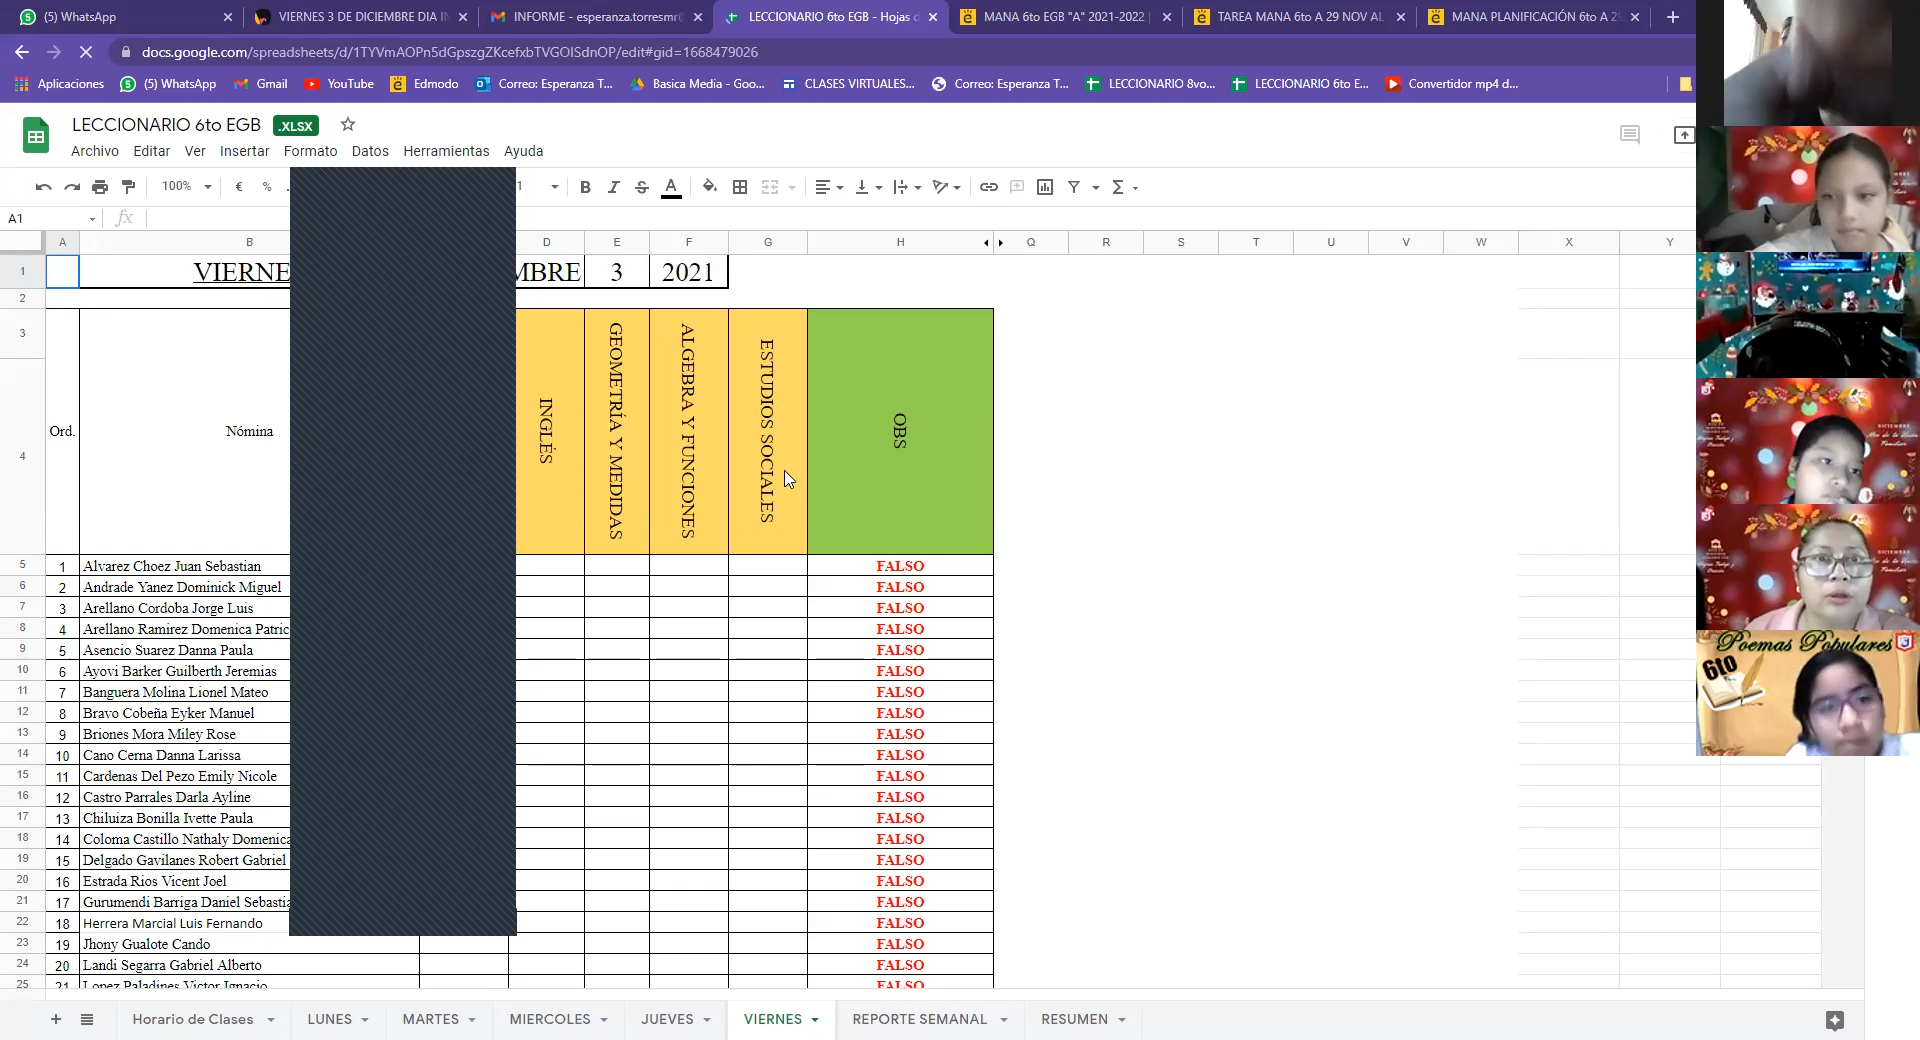 (5) WhatsApp
VIERNES 3 DE DICIEMBRE DIA IN
INFORME - esperanza.torresmr@
LECCIONARIO 6to EGB - Hojas d
MANA 6to EGB "A" 2021-2022 |
TAREA MANA 6to A 29 NOV AL
MANA PLANIFICACIÓN 6to A 29
docs.google.com/spreadsheets/d/1TYVmAOPn5dGpszgZKcefxbTVGOISdnOP/edit#gid=1668479026
Aplicaciones
(5) WhatsApp
Gmail
YouTube
Edmodo
Correo: Esperanza T...
Basica Media - Goo...
CLASES VIRTUALES...
Correo: Esperanza T...
LECCIONARIO 8vo...
LECCIONARIO 6to E...
Convertidor mp4 d...
LECCIONARIO 6to EGB .XLSX
Archivo Editar Ver Insertar Formato Datos Herramientas Ayuda
100% € % .
A1 fx
A B D E F G H Q R S T U V W X Y
1 VIERNE MBRE 3 2021
2
3
4
Ord. Nómina INGLÉS GEOMETRÍA Y MEDIDAS ALGEBRA Y FUNCIONES ESTUDIOS SOCIALES OBS
5 1 Alvarez Choez Juan Sebastian FALSO
6 2 Andrade Yanez Dominick Miguel FALSO
7 3 Arellano Cordoba Jorge Luis FALSO
8 4 Arellano Ramirez Domenica Patric FALSO
9 5 Asencio Suarez Danna Paula FALSO
10 6 Ayovi Barker Guilberth Jeremias FALSO
11 7 Banguera Molina Lionel Mateo FALSO
12 8 Bravo Cobeña Eyker Manuel FALSO
13 9 Briones Mora Miley Rose FALSO
14 10 Cano Cerna Danna Larissa FALSO
15 11 Cardenas Del Pezo Emily Nicole FALSO
16 12 Castro Parrales Darla Ayline FALSO
17 13 Chiluiza Bonilla Ivette Paula FALSO
18 14 Coloma Castillo Nathaly Domenica FALSO
19 15 Delgado Gavilanes Robert Gabriel FALSO
20 16 Estrada Rios Vicent Joel FALSO
21 17 Gurumendi Barriga Daniel Sebastia FALSO
22 18 Herrera Marcial Luis Fernando FALSO
23 19 Jhony Gualote Cando FALSO
24 20 Landi Segarra Gabriel Alberto FALSO
25 21 Lopez Paladines Victor Ignacio FALSO
Horario de Clases
LUNES
MARTES
MIERCOLES
JUEVES
VIERNES
REPORTE SEMANAL
RESUMEN
Poemas Populares
6to